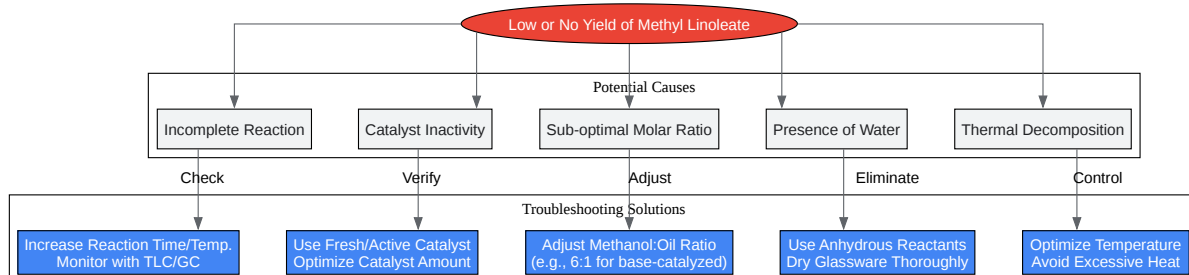 Low or No Yield of Methyl Linoleate
Potential Causes
Incomplete Reaction
Catalyst Inactivity
Sub-optimal Molar Ratio
Presence of Water
Thermal Decomposition
Check
Verify
Adjust
Eliminate
Control
Troubleshooting Solutions
Increase Reaction Time/Temp.
Monitor with TLC/GC
Use Fresh/Active Catalyst
Optimize Catalyst Amount
Adjust Methanol:Oil Ratio
(e.g., 6:1 for base-catalyzed)
Use Anhydrous Reactants
Dry Glassware Thoroughly
Optimize Temperature
Avoid Excessive Heat